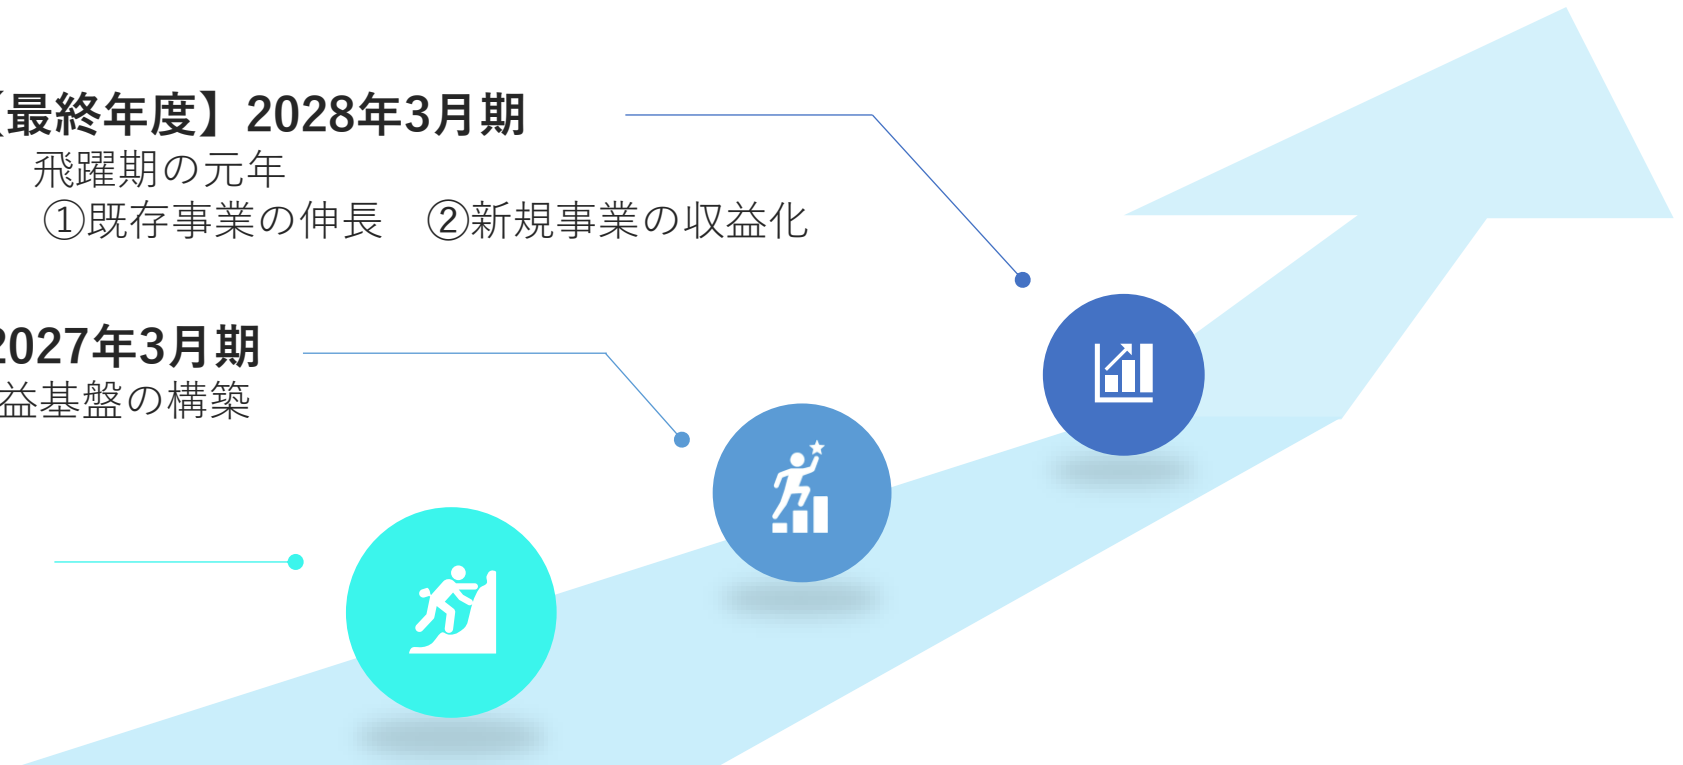 【最終年度】2028年3月期
飛躍期の元年
①既存事業の伸長　②新規事業の収益化
2027年3月期
益基盤の構築